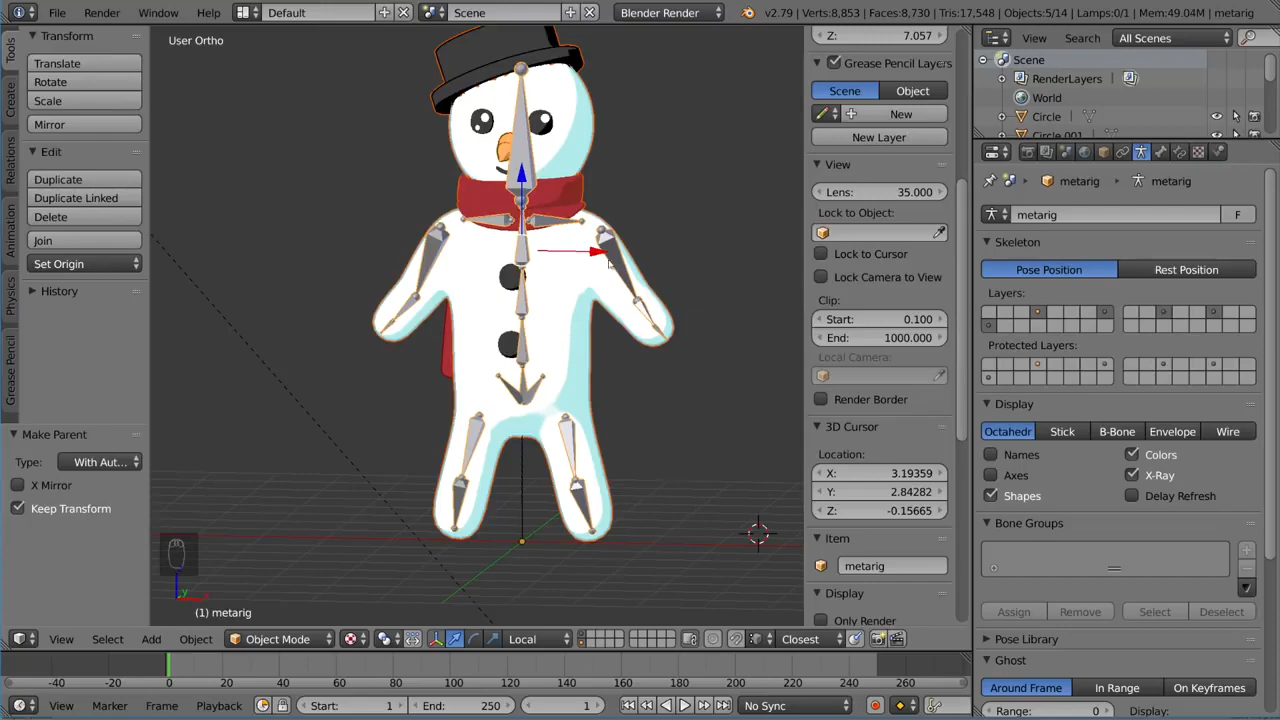 File Render Window Help Default Scene Blender Render v2.79 | Verts:8,853 | Faces:8,730 | Tris:17,548 | Objects:5/14 | Lamps:0/1 | Mem:49.04M | metarig
Tools
Create
Relations
Animation
Physics
Grease Pencil
Transform
Translate
Rotate
Scale
Mirror
Edit
Duplicate
Duplicate Linked
Delete
Join
Set Origin
History
Make Parent
Type: With Aut...
X Mirror
Keep Transform
User Ortho
(1) metarig
Z: 7.057
Grease Pencil Layers
Scene Object
New
New Layer
View
Lens: 35.000
Lock to Object:
Lock to Cursor
Lock Camera to View
Clip:
Start: 0.100
End: 1000.000
Local Camera:
Render Border
3D Cursor
Location:
X: 3.19359
Y: 2.84282
Z: -0.15665
Item
metarig
Display
Only Render
View Search All Scenes
Scene
RenderLayers
World
Circle
Circle.001
metarig metarig
metarig F
Skeleton
Pose Position Rest Position
Layers:
Protected Layers:
Display
Octahedr Stick B-Bone Envelope Wire
Names Colors
Axes X-Ray
Shapes Delay Refresh
Bone Groups
Assign Remove Select Deselect
Pose Library
Ghost
Around Frame In Range On Keyframes
Range: 0 Display:
View Select Add Object Object Mode Local Closest
-40 -20 0 20 40 60 80 100 120 140 160 180 200 220 240 260
View Marker Frame Playback Start: 1 End: 250 1 No Sync